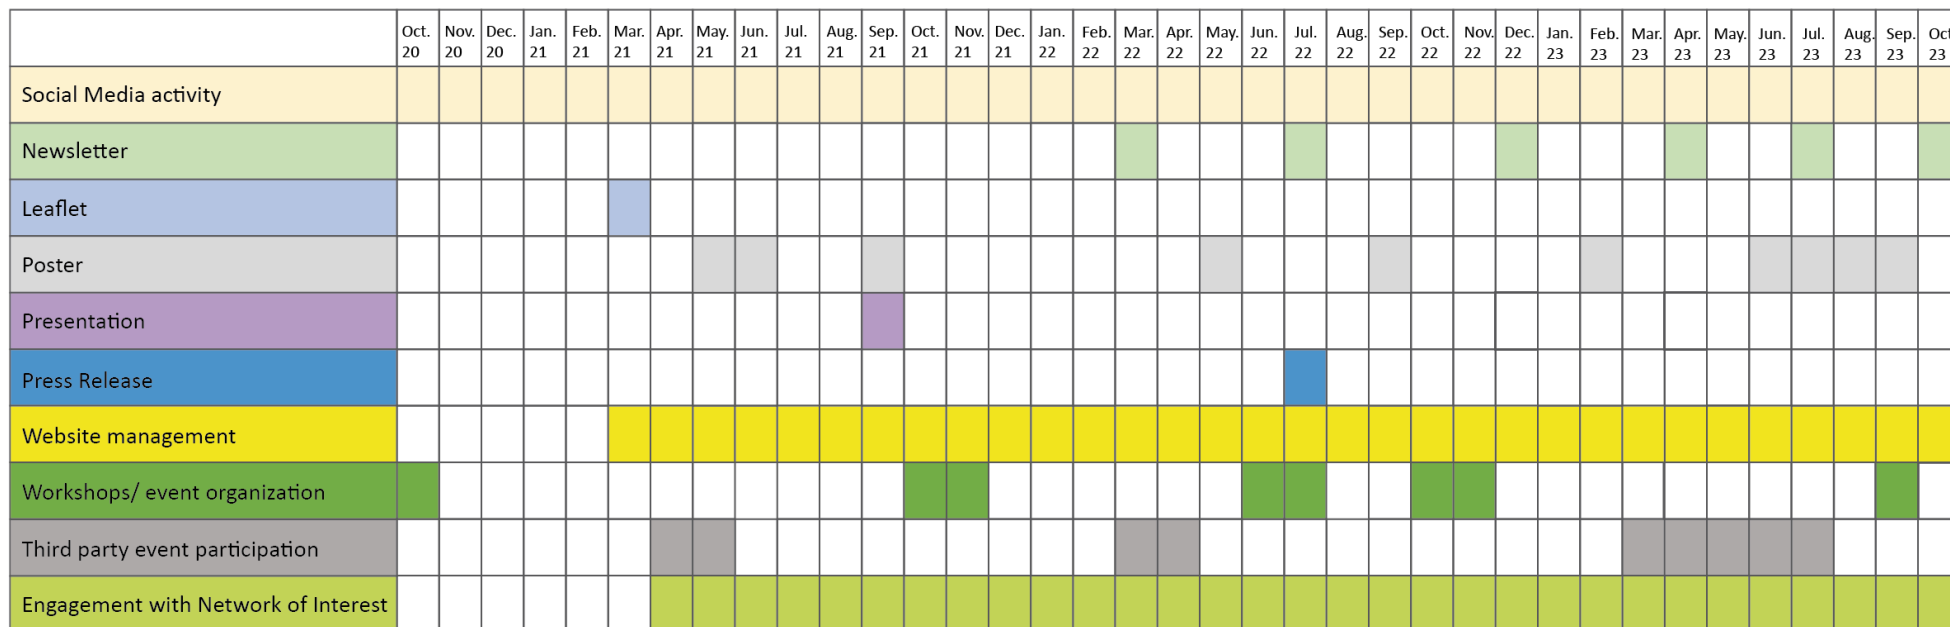 Oct. Nov. Dec. Jan. Feb. Mar. Apr. May. Jun. Jul. Aug. Sep. Oct. Nov. Dec. Jan. Feb. Mar. Apr. May. Jun. Jul. Aug. Sep. Oct. Nov. Dec. Jan. Feb. Mar. Apr. May. Jun. Jul. Aug. Sep. Oct
20 20 20 21 21 21 21 21 21 21 21 21 21 21 21 22 22 22 22 22 22 22 22 22 22 22 22 23 23 23 23 23 23 23 23 23 23
Social Media activity
Newsletter
Leaflet
Poster
Presentation
Press Release
Website management
Workshops/ event organization
Third party event participation
Engagement with Network of Interest